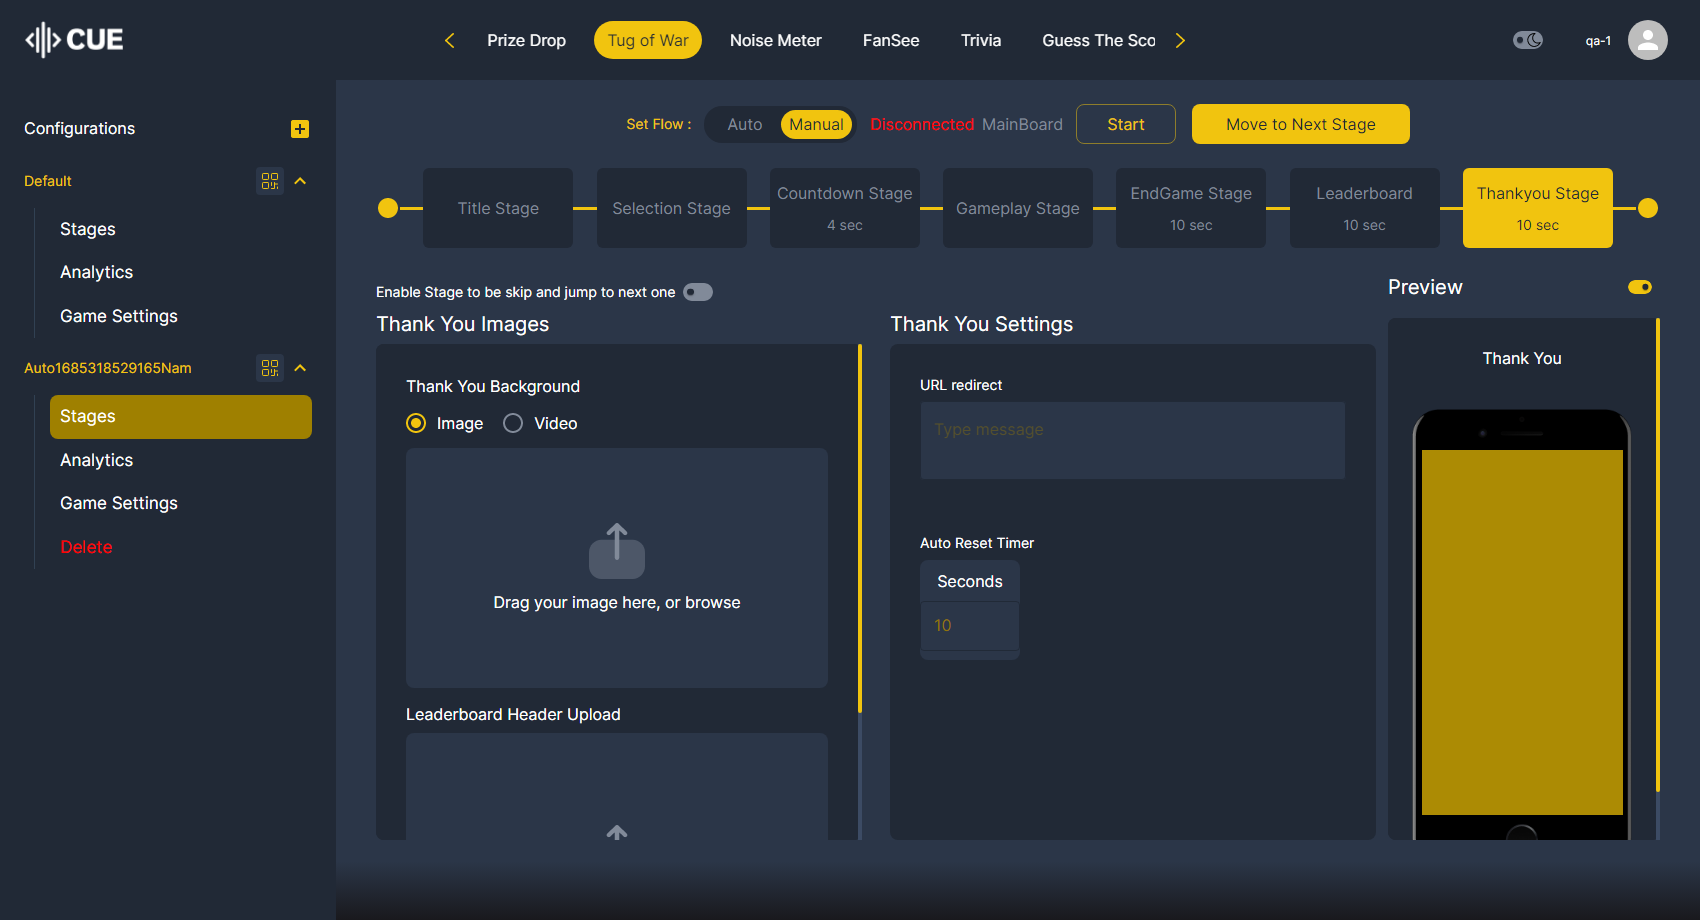 CUE
Prize Drop
Tug of War
Noise Meter
FanSee
Trivia
Guess The Sco
qa-1
Configurations
Default
Stages
Analytics
Game Settings
Auto1685318529165Nam
Stages
Analytics
Game Settings
Delete
Set Flow :
Auto
Manual
Disconnected MainBoard
Start
Move to Next Stage
Title Stage
Selection Stage
Countdown Stage
4 sec
Gameplay Stage
EndGame Stage
10 sec
Leaderboard
10 sec
Thankyou Stage
10 sec
Enable Stage to be skip and jump to next one
Thank You Images
Thank You Background
Image
Video
Drag your image here, or browse
Leaderboard Header Upload
Thank You Settings
URL redirect
Type message
Auto Reset Timer
Seconds
10
Preview
Thank You